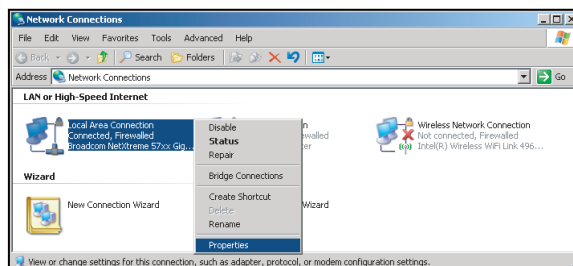 Network Connections
File Edit View Favorites Tools Advanced Help
Back Search Folders
Address Network Connections Go
LAN or High-Speed Internet
Local Area Connection
Connected, Firewalled
Broadcom NetXtreme 57xx Gig...
Disable
Status
Repair
Bridge Connections
Create Shortcut
Delete
Rename
Properties
Wireless Network Connection
Not connected, Firewalled
Intel(R) Wireless WiFi Link 496...
Wizard
New Connection Wizard
Wizard
View or change settings for this connection, such as adapter, protocol, or modem configuration settings.